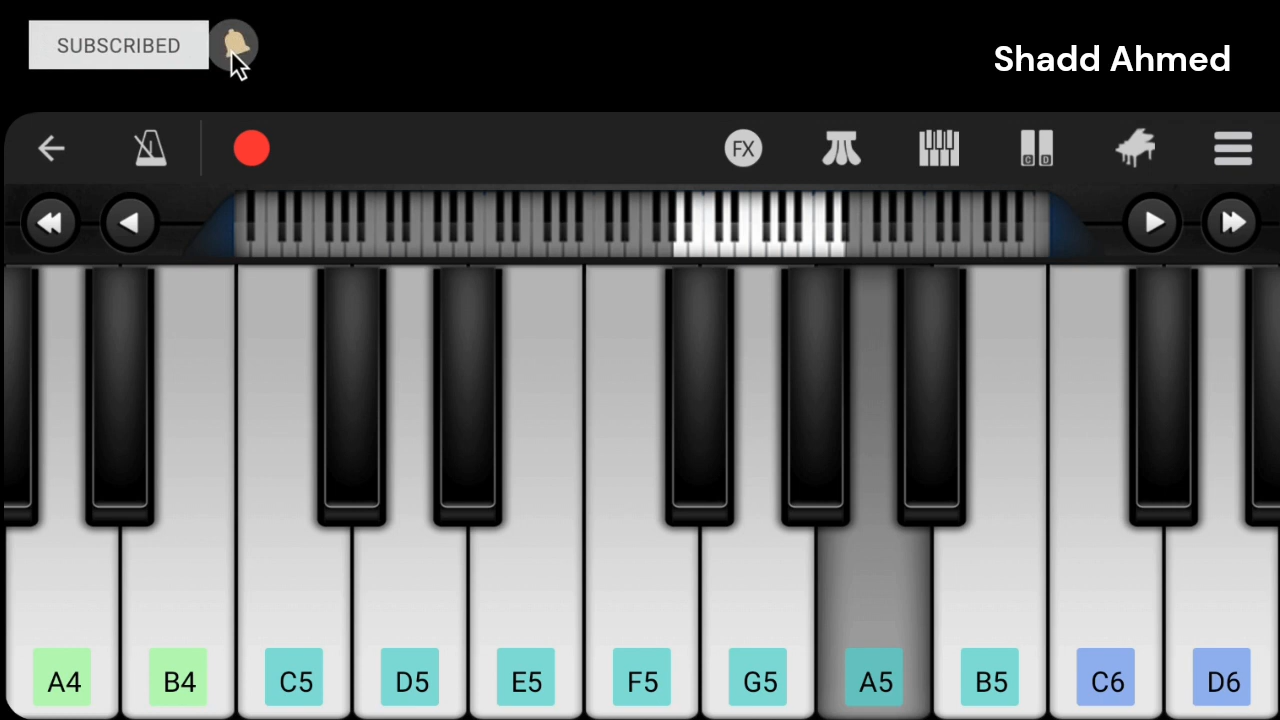 SUBSCRIBED
Shadd Ahmed
FX
C D
A4 B4 C5 D5 E5 F5 G5 A5 B5 C6 D6